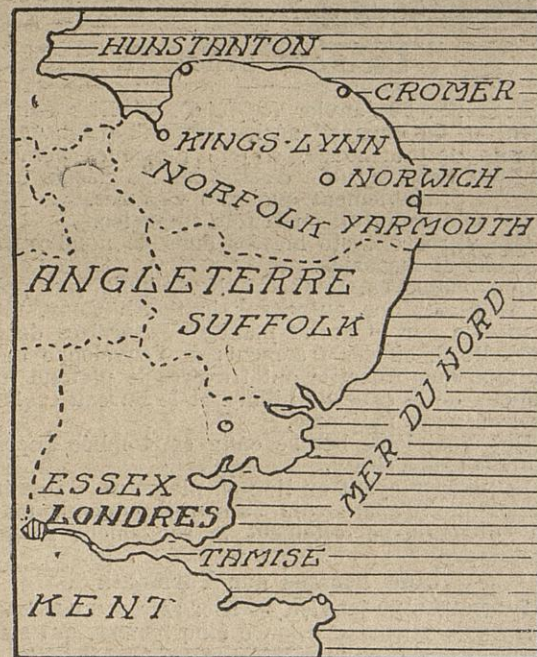 HUNSTANTON
CROMER
KINGS-LYNN
NORWICH
NORFOLK
YARMOUTH
ANGLETERRE
SUFFOLK
MER DU NORD
ESSEX
LONDRES
TAMISE
KENT